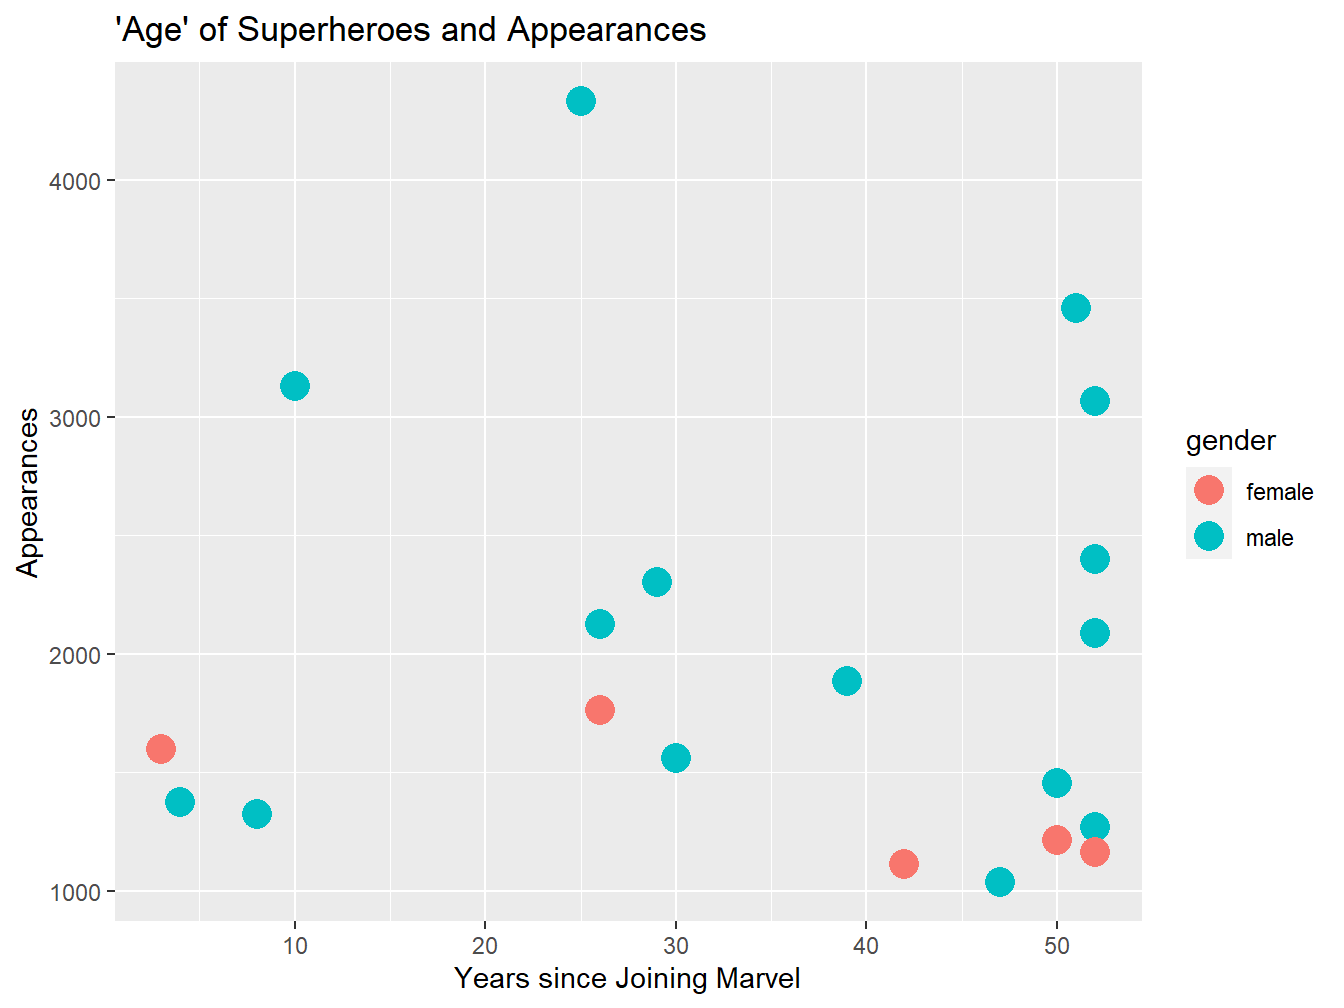 'Age' of Superheroes and Appearances
4000
3000
2000
1000
Appearances
10 20 30 40 50
Years since Joining Marvel
gender
female
male